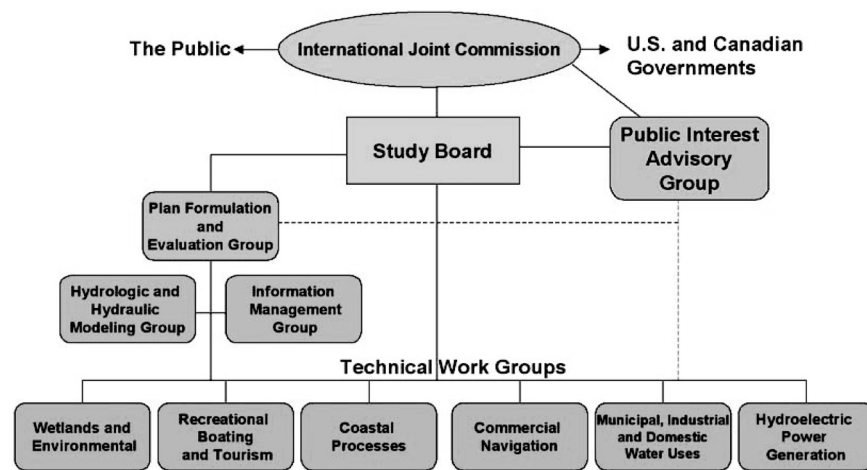 The Public
International Joint Commission
U.S. and Canadian
Governments
Study Board
Public Interest
Advisory
Group
Plan Formulation
and
Evaluation Group
Hydrologic and
Hydraulic
Modeling Group
Information
Management
Group
Technical Work Groups
Wetlands and
Environmental
Recreational
Boating
and Tourism
Coastal
Processes
Commercial
Navigation
Municipal, Industrial
and Domestic
Water Uses
Hydroelectric
Power
Generation